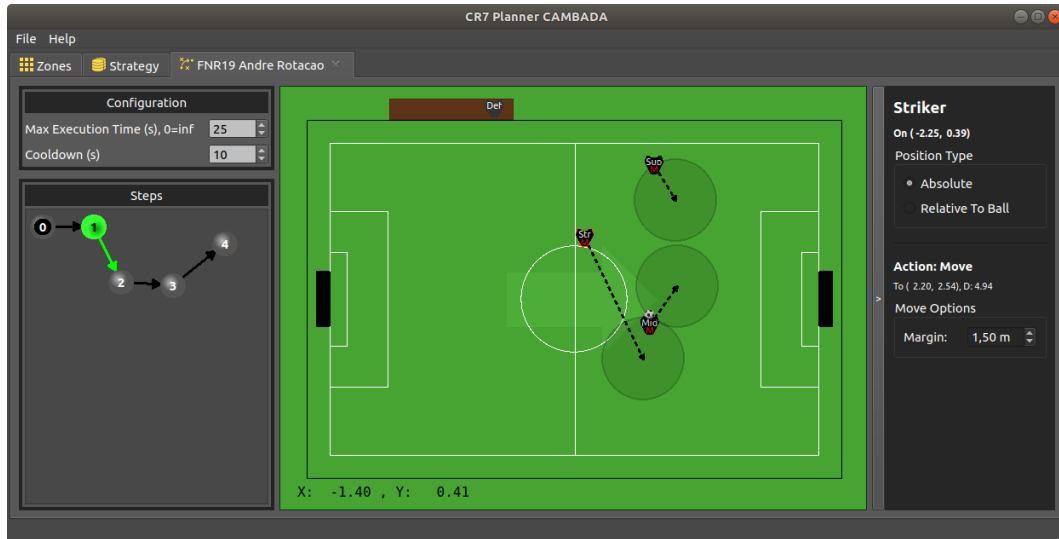 CR7 Planner CAMBADA
File Help
Zones Strategy FNR19 Andre Rotacao
Configuration
Max Execution Time (s), 0=inf 25
Cooldown (s) 10
Steps
0 1 2 3 4
Def
Sup
M
Str
M
Mid
M
X: -1.40 , Y: 0.41
>
Striker
On ( -2.25, 0.39)
Position Type
Absolute
Relative To Ball
Action: Move
To ( 2.20, 2.54), D: 4.94
Move Options
Margin: 1,50 m